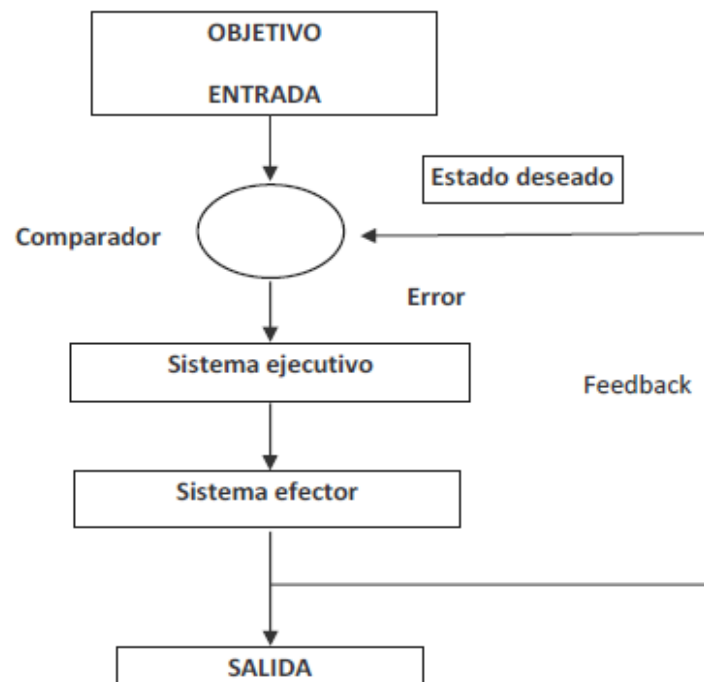 OBJETIVO
ENTRADA
Estado deseado
Comparador
Error
Sistema ejecutivo
Feedback
Sistema efector
SALIDA